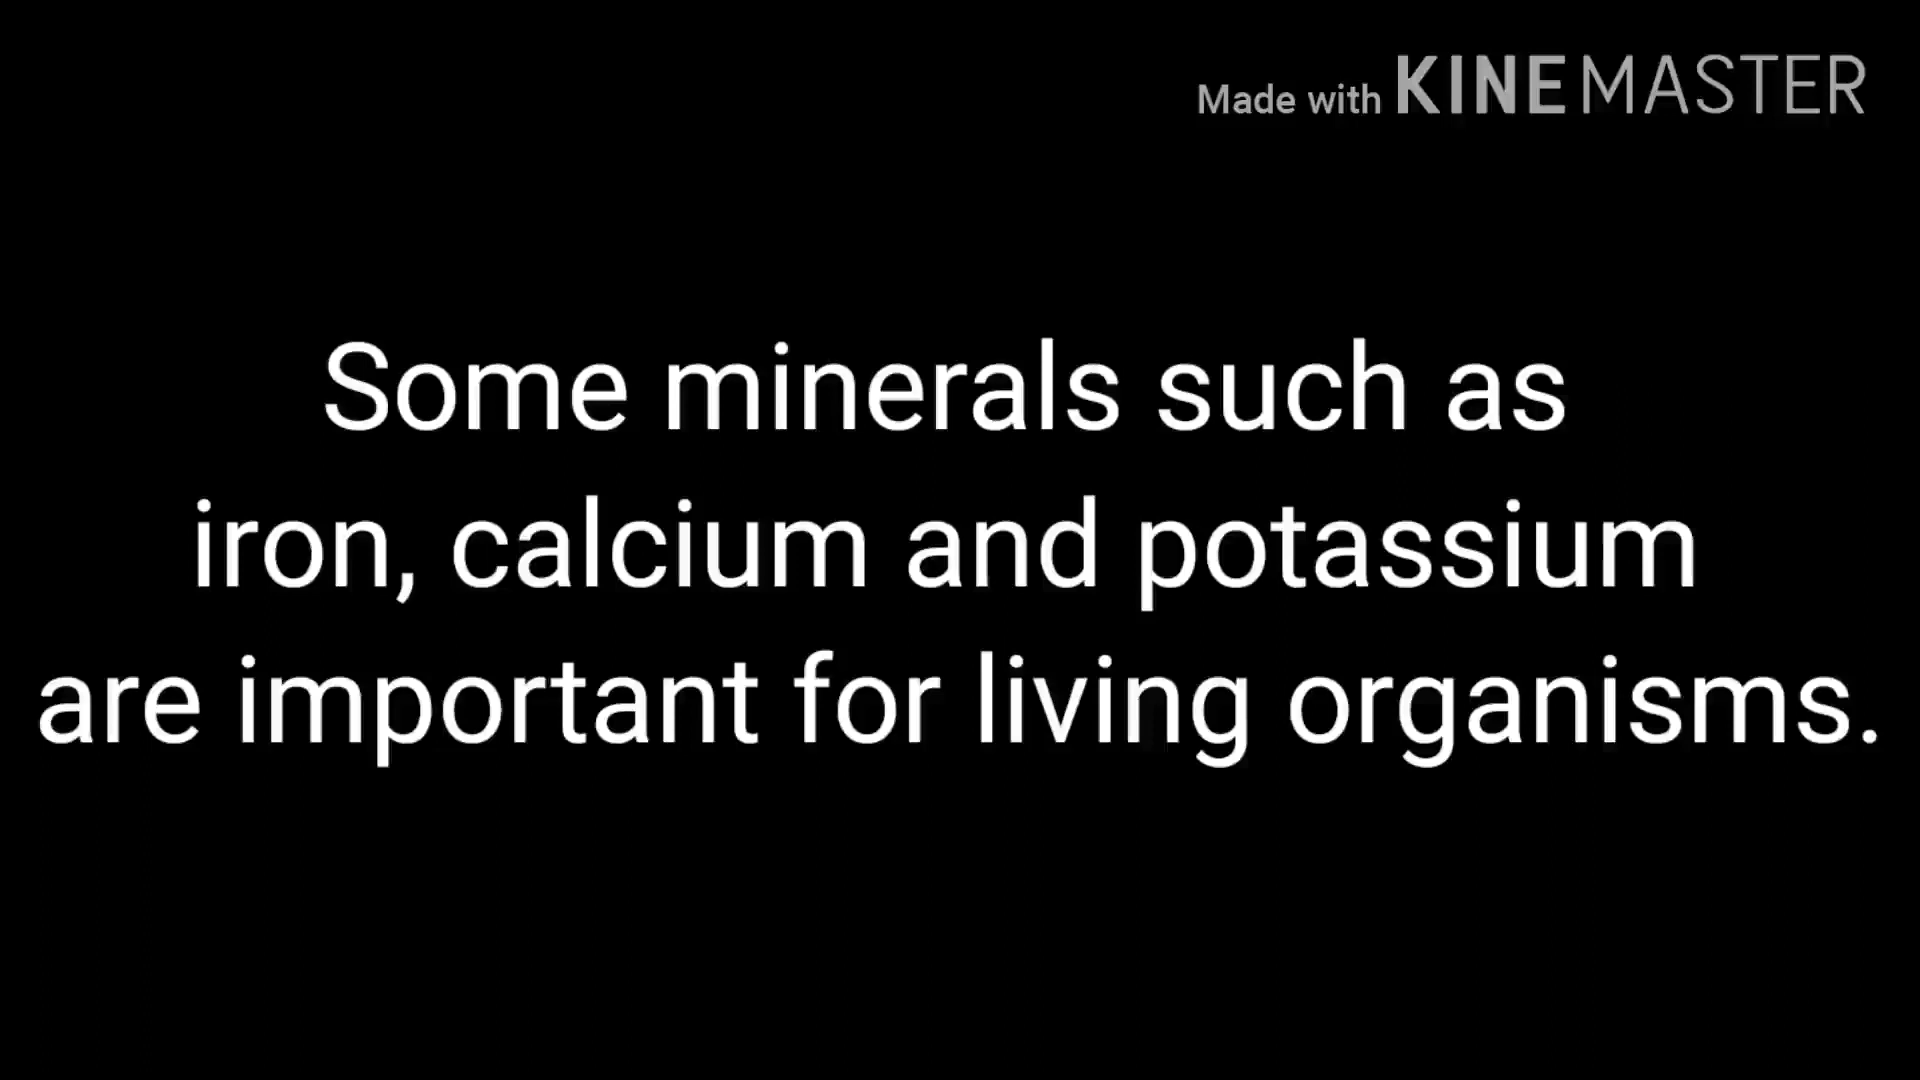 Made with KINEMASTER
Some minerals such as
iron, calcium and potassium
are important for living organisms.